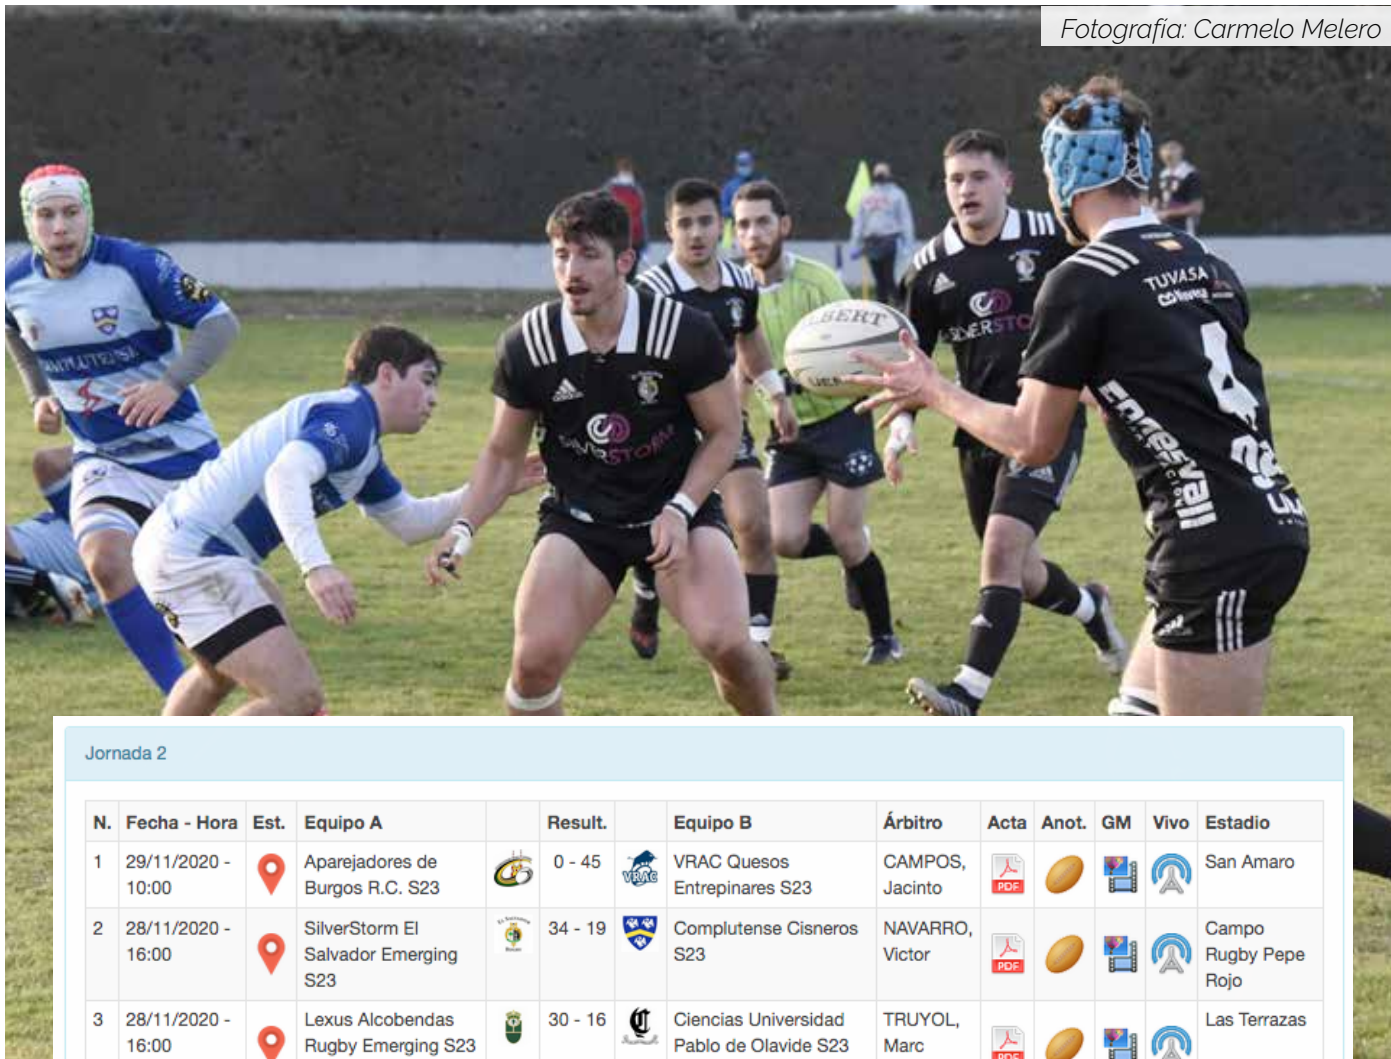 Fotografía: Carmelo Melero
ALBERT
TUVASA
SILVERSTORM
4
Jornada 2
N. Fecha - Hora Est. Equipo A Result. Equipo B Árbitro Acta Anot. GM Vivo Estadio
1 29/11/2020 - 10:00 Aparejadores de Burgos R.C. S23 0 - 45 VRAC VRAC Quesos Entrepinares S23 CAMPOS, Jacinto PDF San Amaro
2 28/11/2020 - 16:00 SilverStorm El Salvador Emerging S23 34 - 19 Complutense Cisneros S23 NAVARRO, Victor PDF Campo Rugby Pepe Rojo
3 28/11/2020 - 16:00 Lexus Alcobendas Rugby Emerging S23 30 - 16 Ciencias Universidad Pablo de Olavide S23 TRUYOL, Marc PDF Las Terrazas